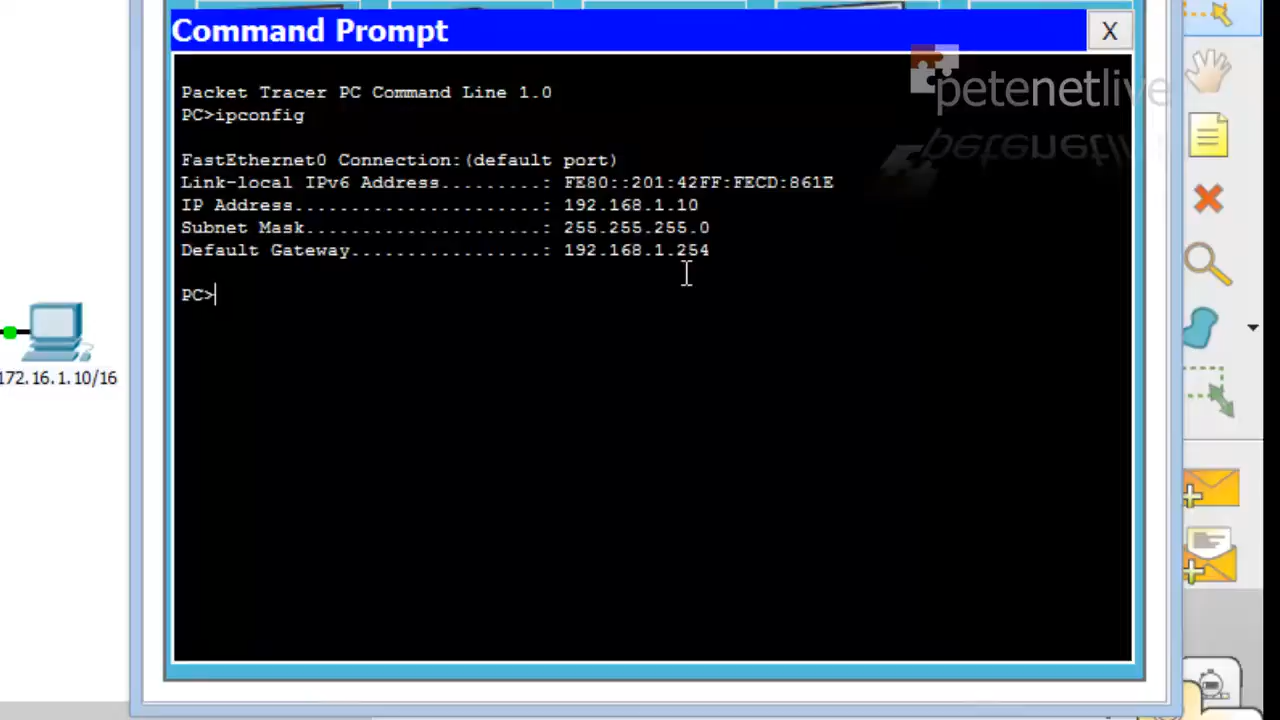 Command Prompt
X
petenetlive
Packet Tracer PC Command Line 1.0
PC>ipconfig
FastEthernet0 Connection:(default port)
Link-local IPv6 Address.........: FE80::201:42FF:FECD:861E
IP Address......................: 192.168.1.10
Subnet Mask.....................: 255.255.255.0
Default Gateway.................: 192.168.1.254
PC>
172.16.1.10/16